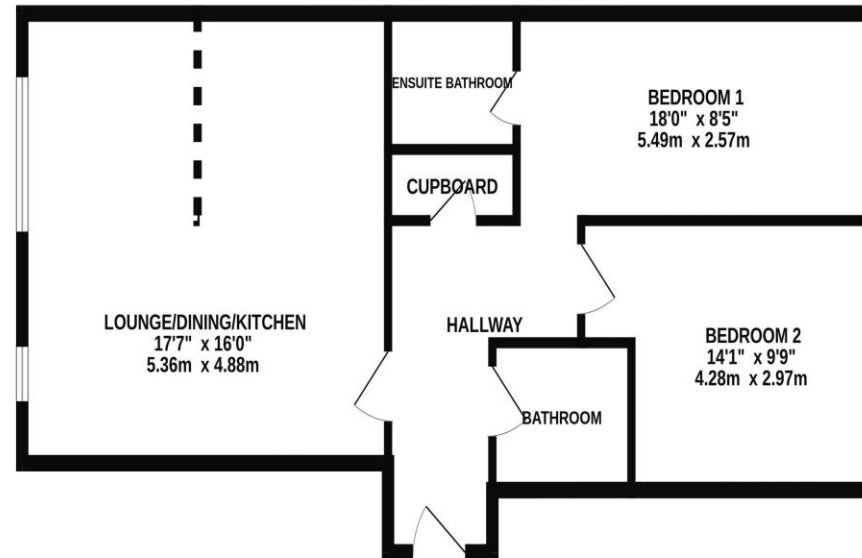 ENSUITE BATHROOM
BEDROOM 1
18'0" x 8'5"
5.49m x 2.57m
CUPBOARD
LOUNGE/DINING/KITCHEN
17'7" x 16'0"
5.36m x 4.88m
HALLWAY
BEDROOM 2
14'1" x 9'9"
4.28m x 2.97m
BATHROOM